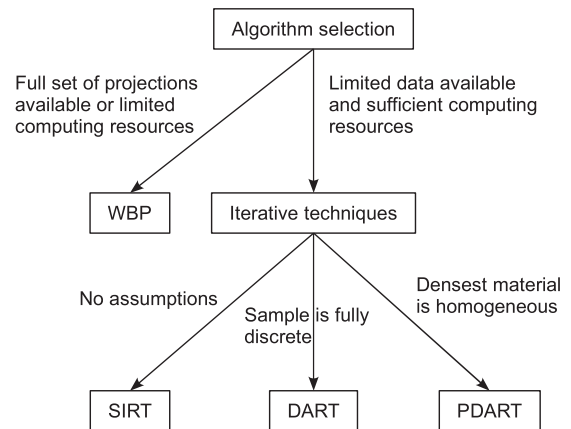 Algorithm selection
Full set of projections
available or limited
computing resources
Limited data available
and sufficient computing
resources
WBP
Iterative techniques
No assumptions
Sample is fully
discrete
Densest material
is homogeneous
SIRT
DART
PDART